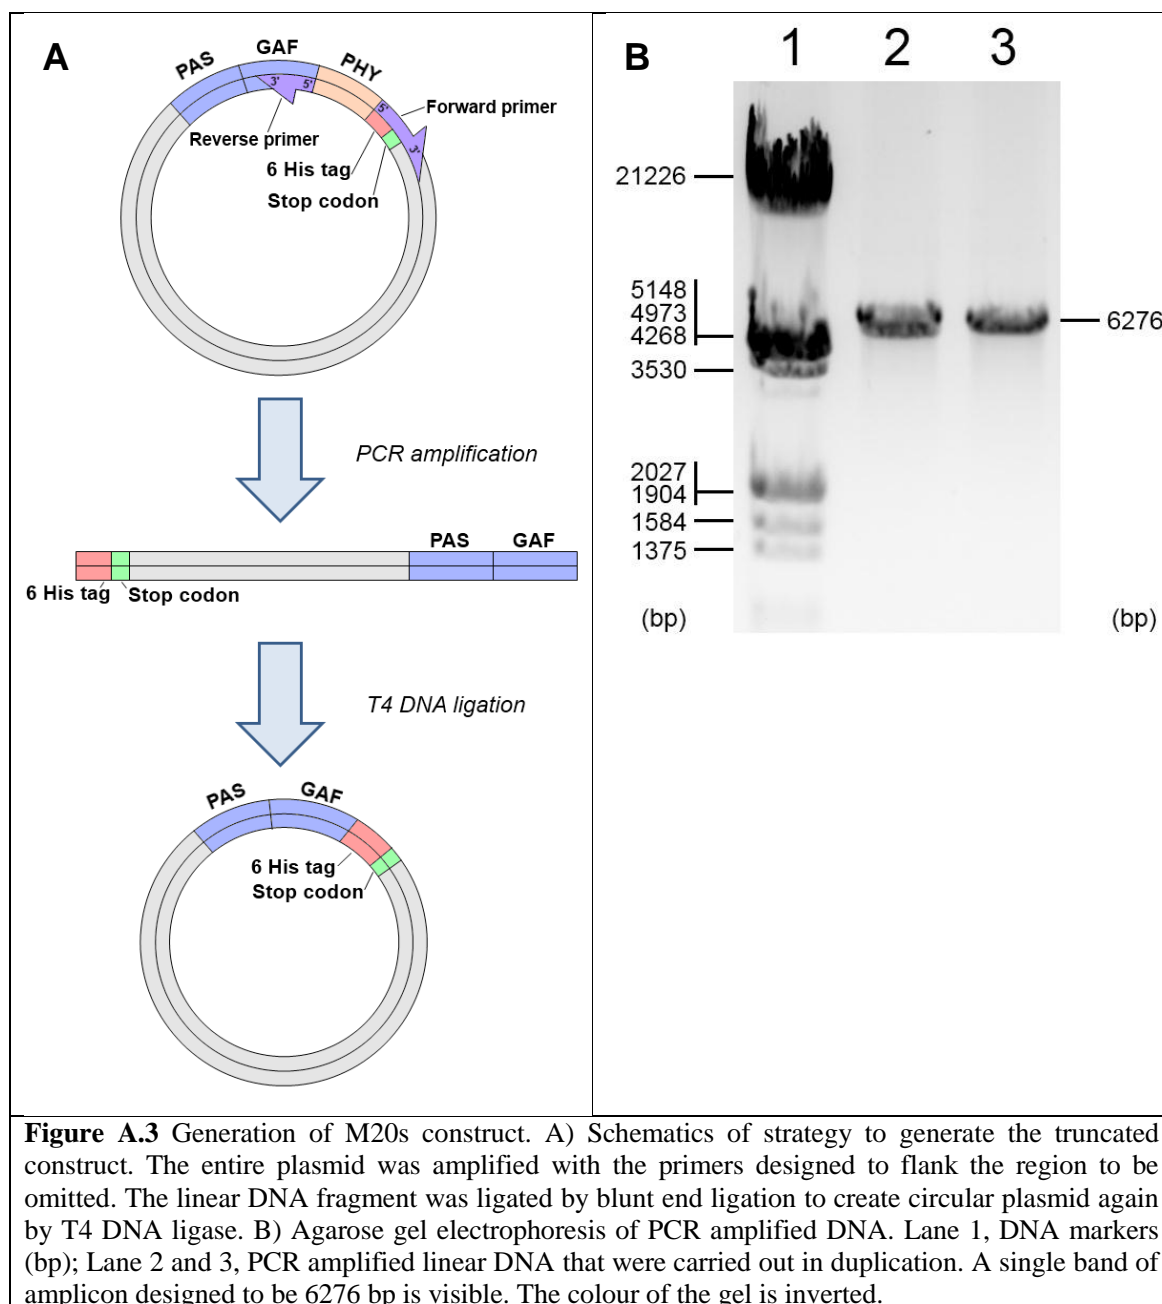 A
PAS
GAF
PHY
3'
5'
5'
3'
Forward primer
Reverse primer
6 His tag
Stop codon
PCR amplification
PAS
GAF
6 His tag
Stop codon
T4 DNA ligation
PAS
GAF
6 His tag
Stop codon
B
1 2 3
21226
5148
4973
4268
3530
2027
1904
1584
1375
(bp)
6276
(bp)
Figure A.3 Generation of M20s construct. A) Schematics of strategy to generate the truncated
construct. The entire plasmid was amplified with the primers designed to flank the region to be
omitted. The linear DNA fragment was ligated by blunt end ligation to create circular plasmid again
by T4 DNA ligase. B) Agarose gel electrophoresis of PCR amplified DNA. Lane 1, DNA markers
(bp); Lane 2 and 3, PCR amplified linear DNA that were carried out in duplication. A single band of
amplicon designed to be 6276 bp is visible. The colour of the gel is inverted.